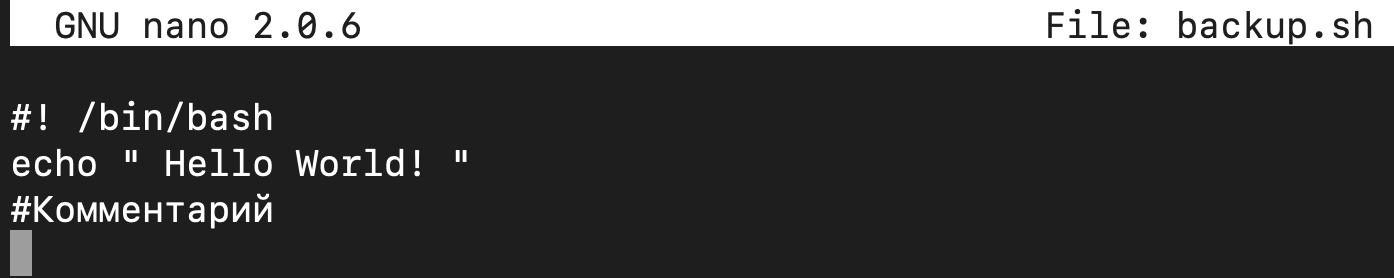 GNU nano 2.0.6 File: backup.sh
#! /bin/bash
echo " Hello World! "
#Комментарий